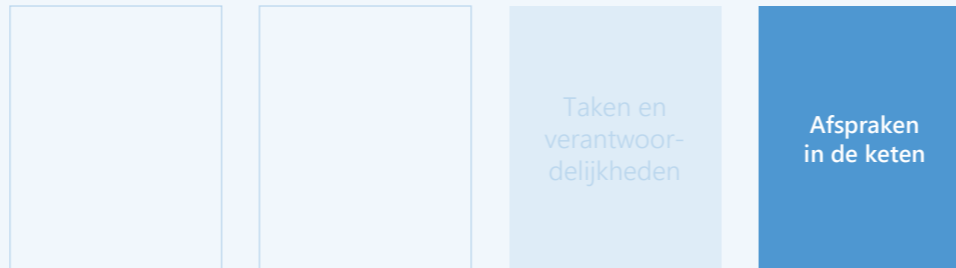 Taken en
verantwoor-
delijkheden
Afspraken
in de keten